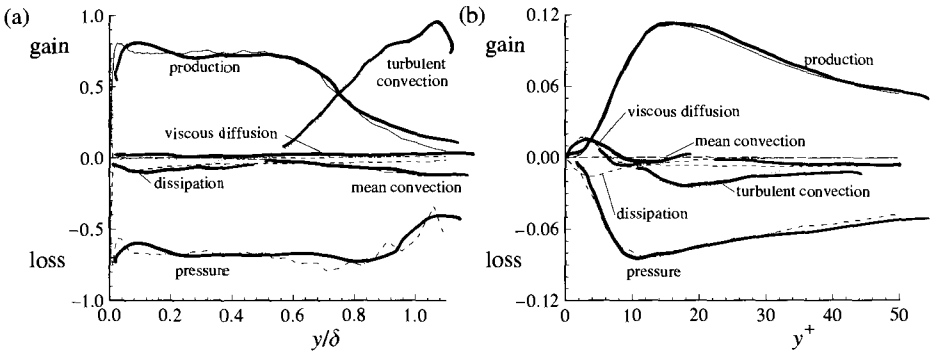 (a)
gain
loss
1.0
0.5
0.0
−0.5
−1.0
production
turbulent
convection
viscous diffusion
dissipation
mean convection
pressure
0.0 0.2 0.4 0.6 0.8 1.0
y/δ
(b)
gain
loss
0.12
0.06
0.00
−0.06
−0.12
production
viscous diffusion
mean convection
turbulent convection
dissipation
pressure
0 10 20 30 40 50
y+